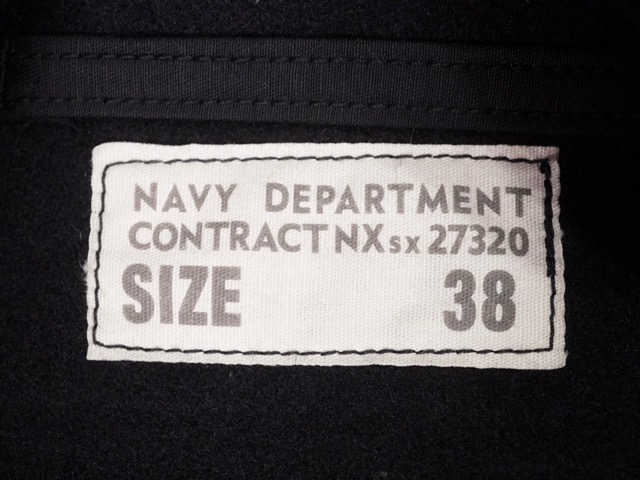 NAVY DEPARTMENT
CONTRACT NXsx 27320
SIZE 38